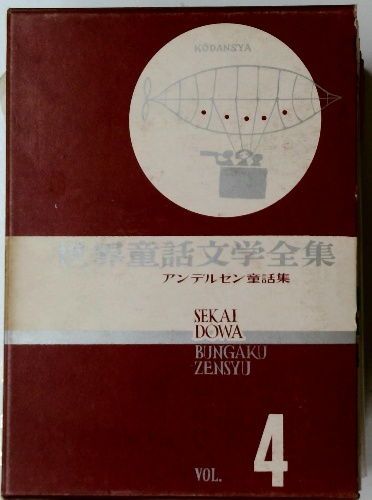 KODANSYA
世界童話文学全集
アンデルセン童話集
SEKAI
DOWA
BUNGAKU
ZENSYU
VOL. 4